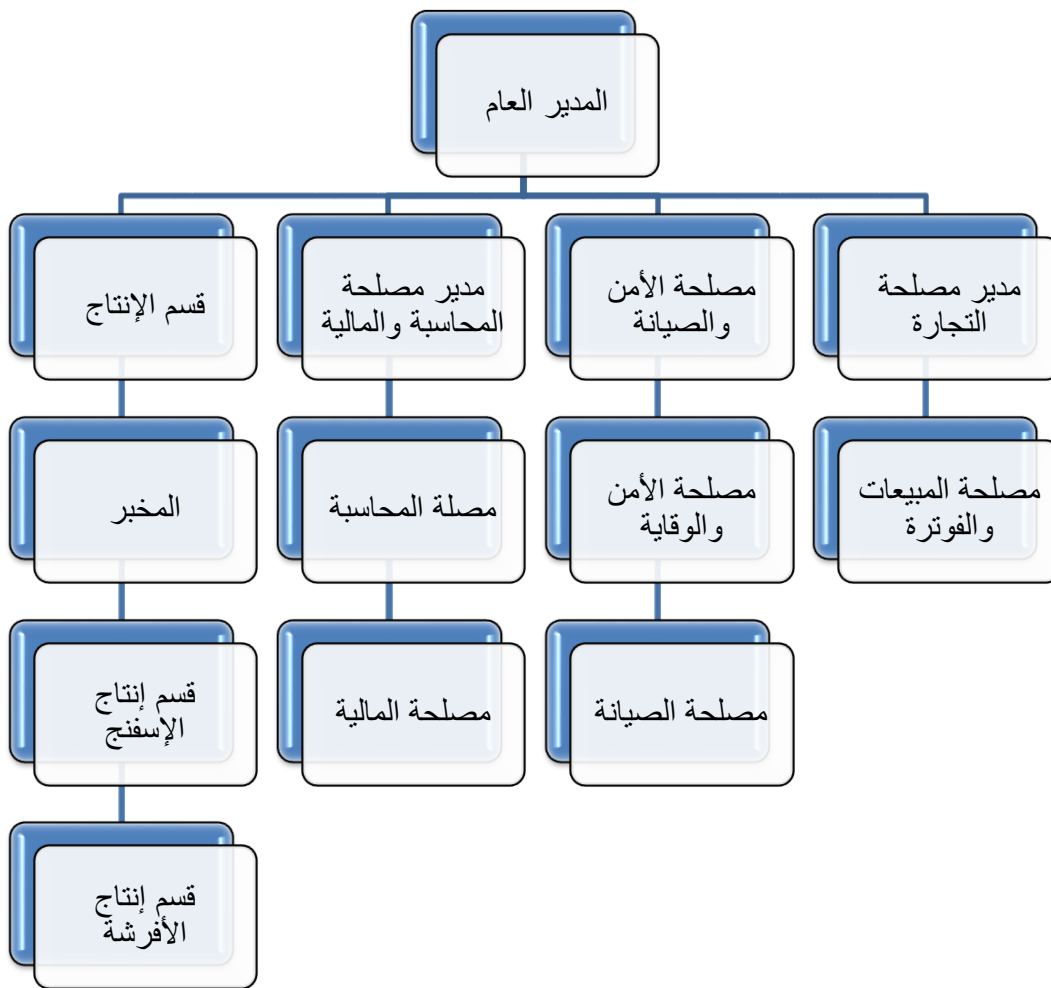 المدير العام
مدير مصلحة
التجارة
مصلحة الأمن
والصيانة
مدير مصلحة
المحاسبة والمالية
قسم الإنتاج
مصلحة المبيعات
والفوترة
مصلحة الأمن
والوقاية
مصلة المحاسبة
المخبر
مصلحة الصيانة
مصلحة المالية
قسم إنتاج
الإسفنج
قسم إنتاج
الأفرشة